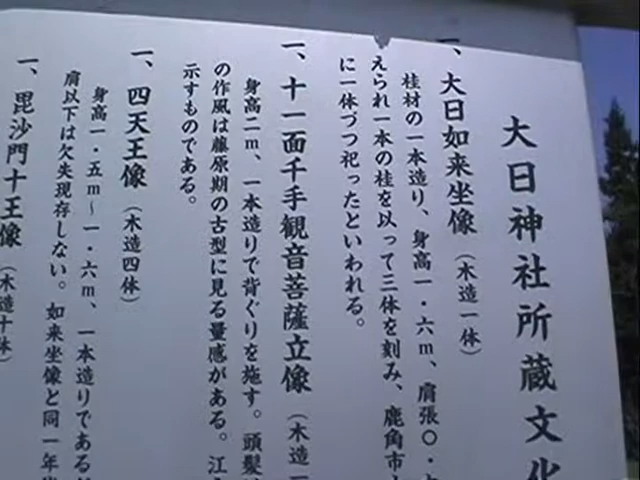 大日神社所蔵文化
一、大日如来坐像（木造一体）
桂材の一本造り、身高一・六m、肩張〇・
えられ一本の桂を以って三体を刻み、鹿角市
に一体づつ祀ったといわれる。
一、十一面千手観音菩薩立像（木造一
身高二m、一本造りで背ぐりを施す。頭髪
の作風は藤原期の古型に見る量感がある。江
示すものである。
一、四天王像（木造四体）
身高一・五m～一・六m、一本造りである
肩以下は欠失現存しない。如来坐像と同一年
一、毘沙門十王像（木造十体）